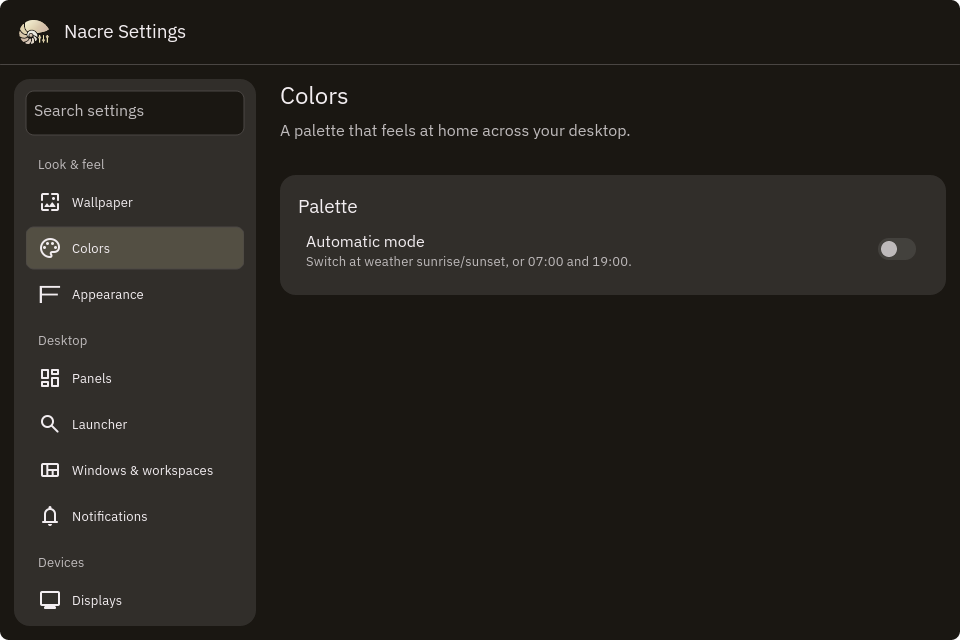 Nacre Settings
Search settings
Look & feel
Wallpaper
Colors
Appearance
Desktop
Panels
Launcher
Windows & workspaces
Notifications
Devices
Displays
Colors
A palette that feels at home across your desktop.
Palette
Automatic mode
Switch at weather sunrise/sunset, or 07:00 and 19:00.